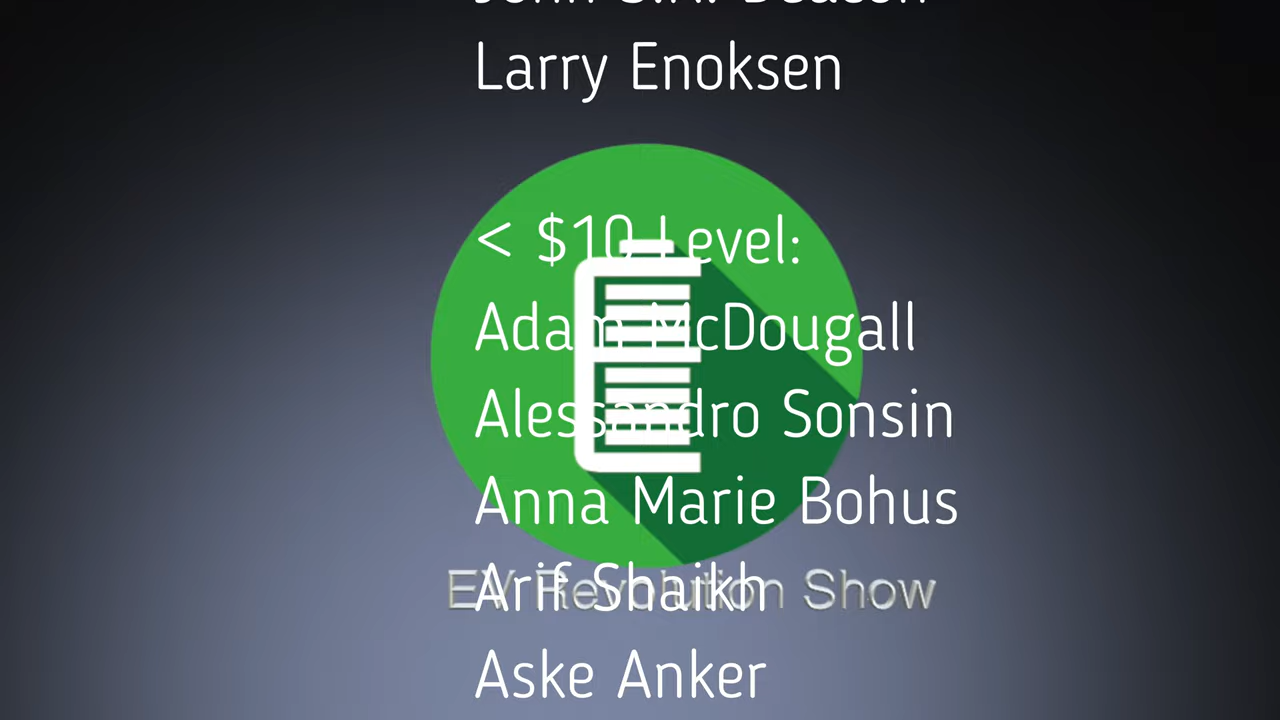 Larry Enoksen
< $10 Level:
Adam McDougall
Alessandro Sonsin
Anna Marie Bohus
Arif Shaikh
EV Revolution Show
Aske Anker